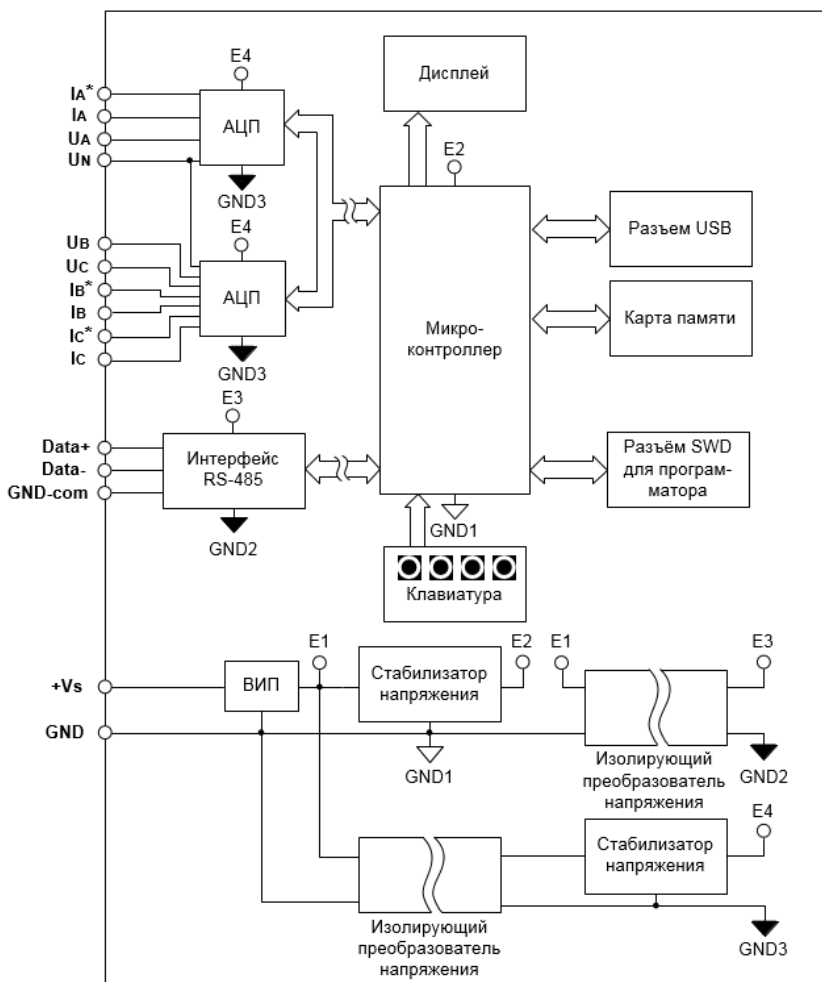 E4
Дисплей
IA*
IA
UA
UN
АЦП
E2
GND3
E4
UB
UC
IB*
IB
IC*
IC
АЦП
GND3
Микро-
контроллер
Разъем USB
Карта памяти
E3
Data+
Data-
GND-com
Интерфейс
RS-485
GND2
Разъём SWD
для програм-
матора
GND1
Клавиатура
+Vs
GND
ВИП
E1
Стабилизатор
напряжения
E2
GND1
E1
E3
GND2
Изолирующий
преобразователь
напряжения
E4
Стабилизатор
напряжения
GND3
Изолирующий
преобразователь
напряжения